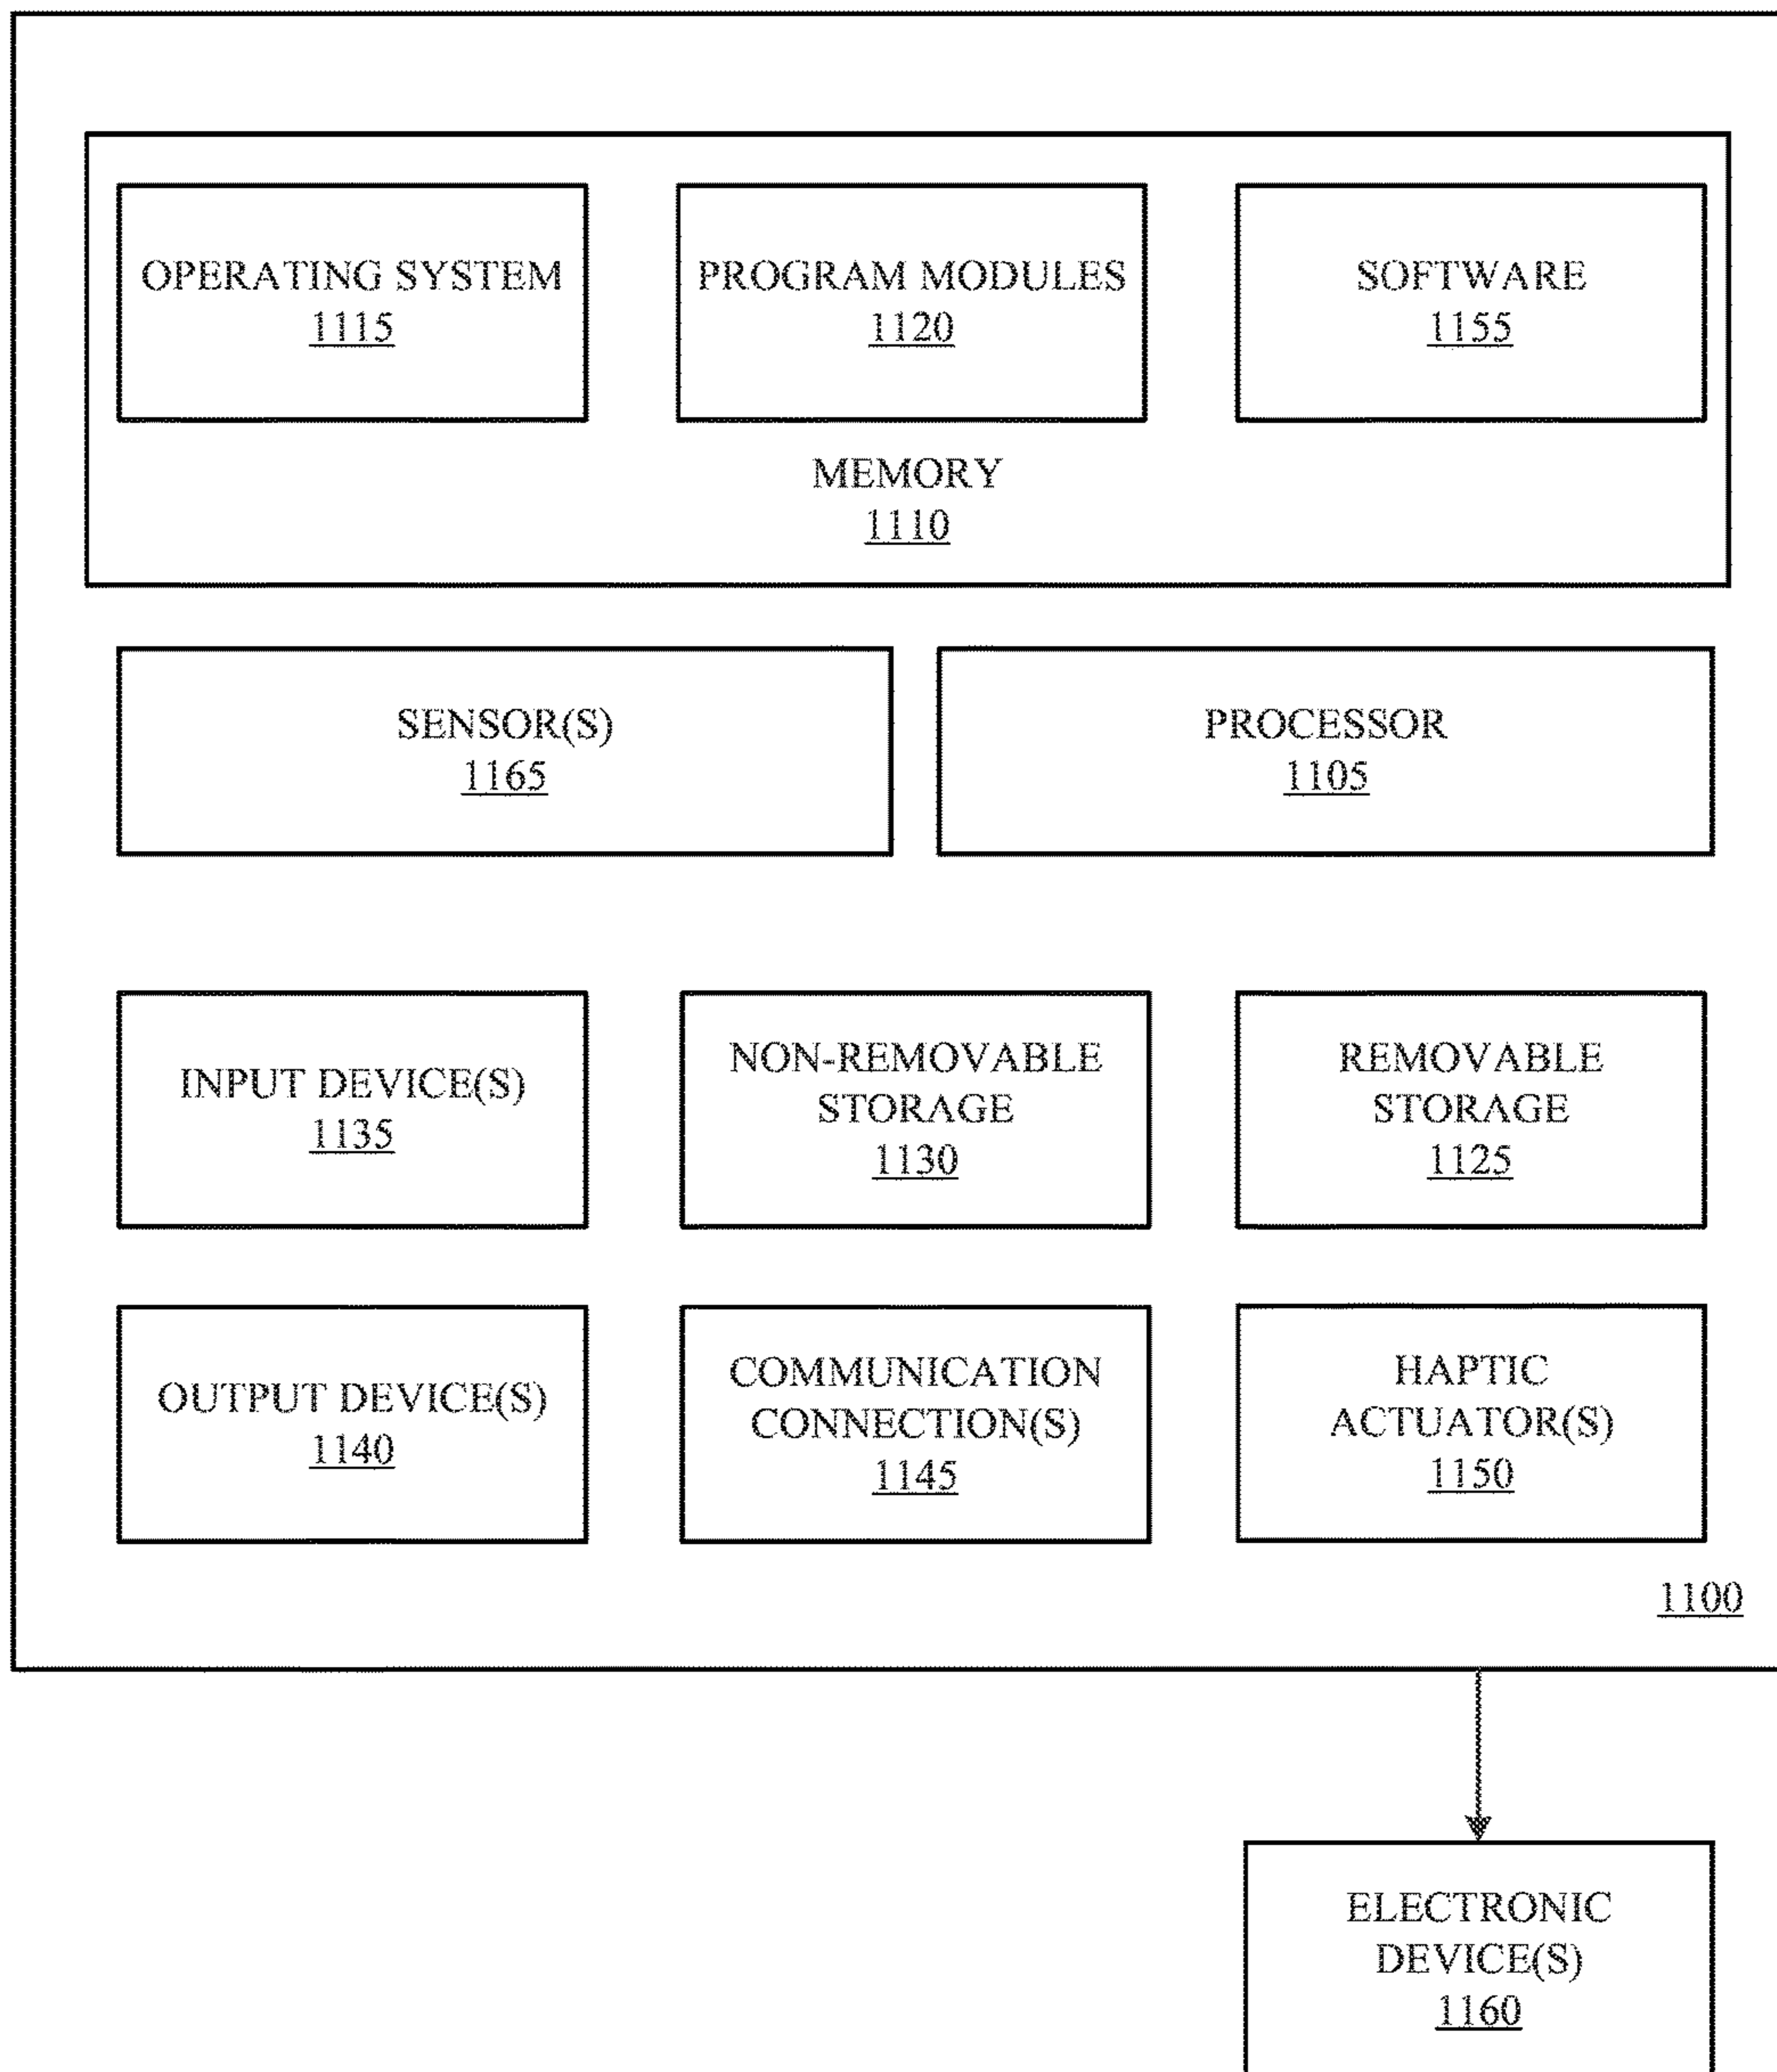 OPERATING SYSTEM
1115
PROGRAM MODULES
1120
SOFTWARE
1155
MEMORY
1110
SENSOR(S)
1165
PROCESSOR
1105
INPUT DEVICE(S)
1135
NON-REMOVABLE
STORAGE
1130
REMOVABLE
STORAGE
1125
OUTPUT DEVICE(S)
1140
COMMUNICATION
CONNECTION(S)
1145
HAPTIC
ACTUATOR(S)
1150
1100
ELECTRONIC
DEVICE(S)
1160